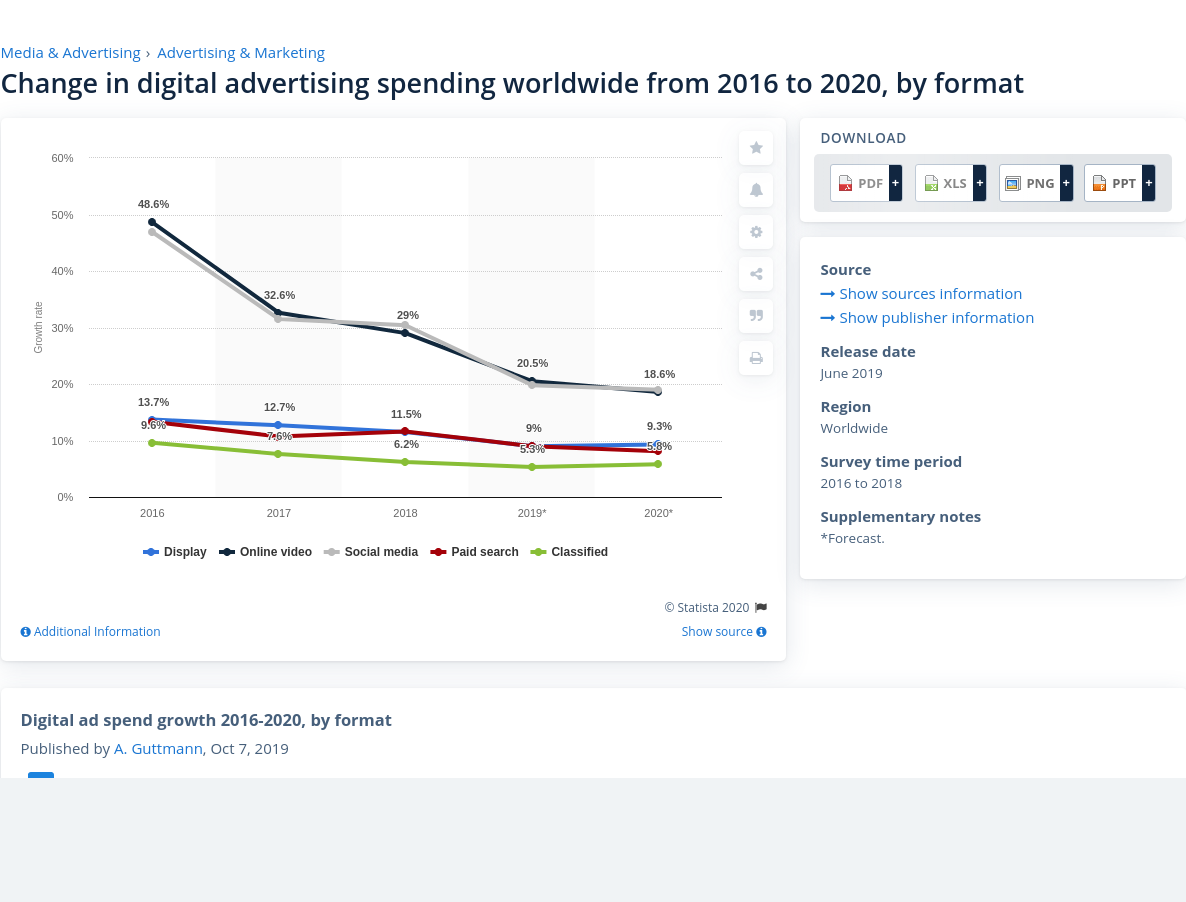 Media & Advertising › Advertising & Marketing
Change in digital advertising spending worldwide from 2016 to 2020, by format
60%
50%
40%
30%
20%
10%
0%
Growth rate
48.6%
32.6%
29%
20.5%
18.6%
13.7%
12.7%
11.5%
9%
9.3%
9.6%
7.6%
6.2%
5.3%
5.8%
2016 2017 2018 2019* 2020*
Display Online video Social media Paid search Classified
© Statista 2020
Additional Information Show source
DOWNLOAD
PDF + XLS + PNG + PPT +
Source
Show sources information
Show publisher information
Release date
June 2019
Region
Worldwide
Survey time period
2016 to 2018
Supplementary notes
*Forecast.
Digital ad spend growth 2016-2020, by format
Published by A. Guttmann, Oct 7, 2019